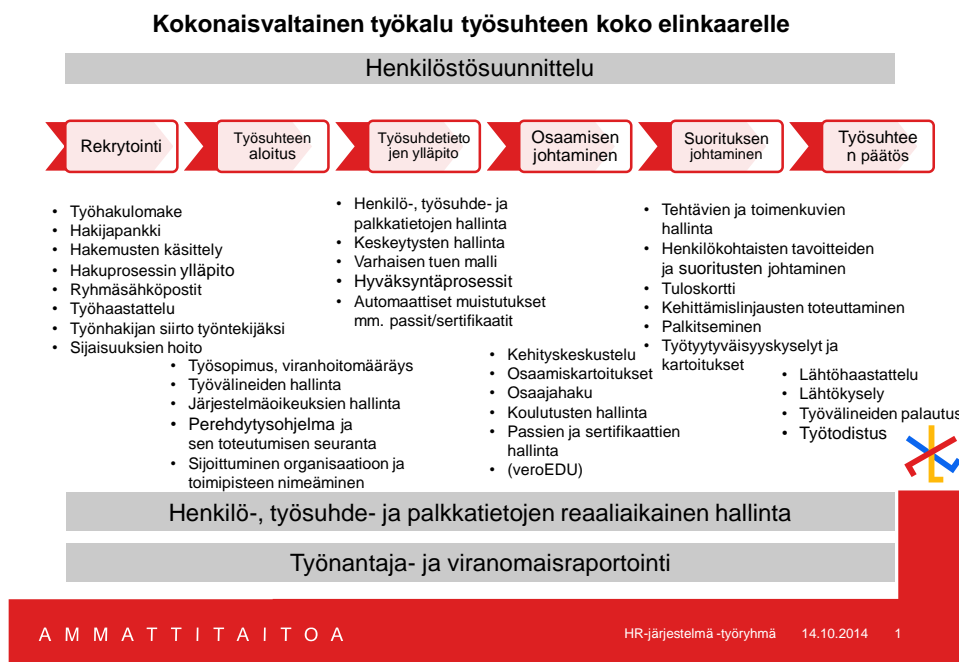 Kokonaisvaltainen työkalu työsuhteen koko elinkaarelle
Henkilöstösuunnittelu
Rekrytointi
Työsuhteen
aloitus
Työsuhdetieto
jen ylläpito
Osaamisen
johtaminen
Suorituksen
johtaminen
Työsuhtee
n päätös
• Työhakulomake
• Hakijapankki
• Hakemusten käsittely
• Hakuprosessin ylläpito
• Ryhmäsähköpostit
• Työhaastattelu
• Työnhakijan siirto työntekijäksi
• Sijaisuuksien hoito
• Työsopimus, viranhoitomääräys
• Työvälineiden hallinta
• Järjestelmäoikeuksien hallinta
• Perehdytysohjelma ja
sen toteutumisen seuranta
• Sijoittuminen organisaatioon ja
toimipisteen nimeäminen
• Henkilö-, työsuhde- ja
palkkatietojen hallinta
• Keskeytysten hallinta
• Varhaisen tuen malli
• Hyväksyntäprosessit
• Automaattiset muistutukset
mm. passit/sertifikaatit
• Kehityskeskustelu
• Osaamiskartoitukset
• Osaajahaku
• Koulutusten hallinta
• Passien ja sertifikaattien
hallinta
• (veroEDU)
• Tehtävien ja toimenkuvien
hallinta
• Henkilökohtaisten tavoitteiden
ja suoritusten johtaminen
• Tuloskortti
• Kehittämislinjausten toteuttaminen
• Palkitseminen
• Työtyytyväisyyskyselyt ja
kartoitukset
• Lähtöhaastattelu
• Lähtökysely
• Työvälineiden palautus
• Työtodistus
Henkilö-, työsuhde- ja palkkatietojen reaaliaikainen hallinta
Työnantaja- ja viranomaisraportointi
AMMATTITAITOA
HR-järjestelmä -työryhmä 14.10.2014 1